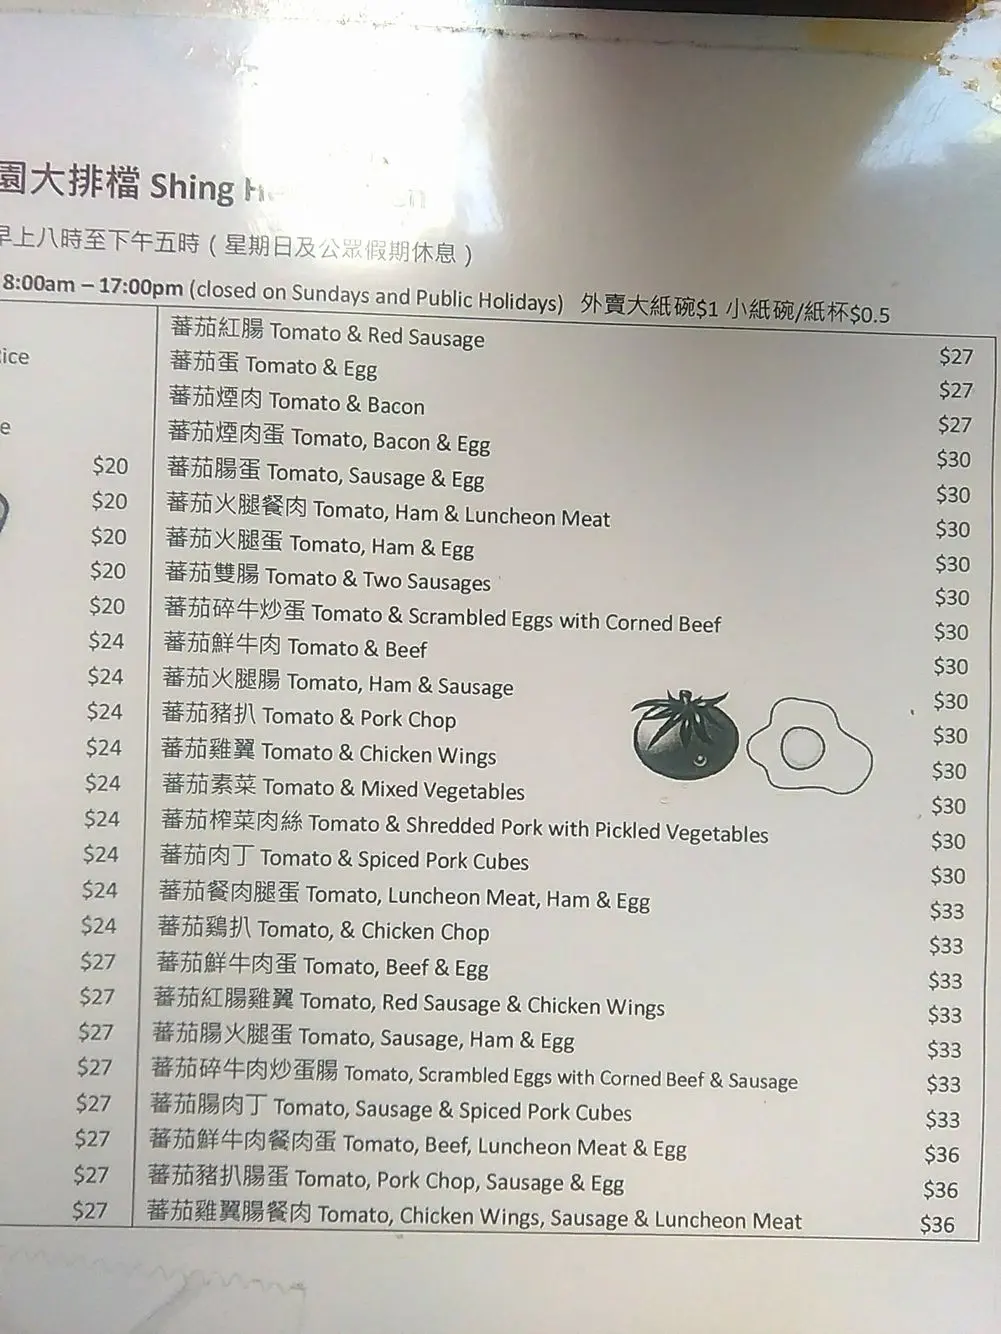 園大排檔 Shing
早上八時至下午五時 ( 星期日及公眾假期休息 )
8:00am – 17:00pm (closed on Sundays and Public Holidays) 外賣大紙碗$1 小紙碗/紙杯$0.5
$20
$20
$20
$20
$20
$24
$24
$24
$24
$24
$24
$24
$24
$24
$27
$27
$27
$27
$27
$27
$27
$27
蕃茄紅腸 Tomato & Red Sausage $27
蕃茄蛋 Tomato & Egg $27
蕃茄煙肉 Tomato & Bacon $27
蕃茄煙肉蛋 Tomato, Bacon & Egg $30
蕃茄腸蛋 Tomato, Sausage & Egg $30
蕃茄火腿餐肉 Tomato, Ham & Luncheon Meat $30
蕃茄火腿蛋 Tomato, Ham & Egg $30
蕃茄雙腸 Tomato & Two Sausages $30
蕃茄碎牛炒蛋 Tomato & Scrambled Eggs with Corned Beef $30
蕃茄鮮牛肉 Tomato & Beef $30
蕃茄火腿腸 Tomato, Ham & Sausage $30
蕃茄豬扒 Tomato & Pork Chop $30
蕃茄雞翼 Tomato & Chicken Wings $30
蕃茄素菜 Tomato & Mixed Vegetables $30
蕃茄榨菜肉絲 Tomato & Shredded Pork with Pickled Vegetables $30
蕃茄肉丁 Tomato & Spiced Pork Cubes $30
蕃茄餐肉腿蛋 Tomato, Luncheon Meat, Ham & Egg $33
蕃茄鷄扒 Tomato, & Chicken Chop $33
蕃茄鮮牛肉蛋 Tomato, Beef & Egg $33
蕃茄紅腸雞翼 Tomato, Red Sausage & Chicken Wings $33
蕃茄腸火腿蛋 Tomato, Sausage, Ham & Egg $33
蕃茄碎牛肉炒蛋腸 Tomato, Scrambled Eggs with Corned Beef & Sausage $33
蕃茄腸肉丁 Tomato, Sausage & Spiced Pork Cubes $33
蕃茄鮮牛肉餐肉蛋 Tomato, Beef, Luncheon Meat & Egg $36
蕃茄豬扒腸蛋 Tomato, Pork Chop, Sausage & Egg $36
蕃茄雞翼腸餐肉 Tomato, Chicken Wings, Sausage & Luncheon Meat $36